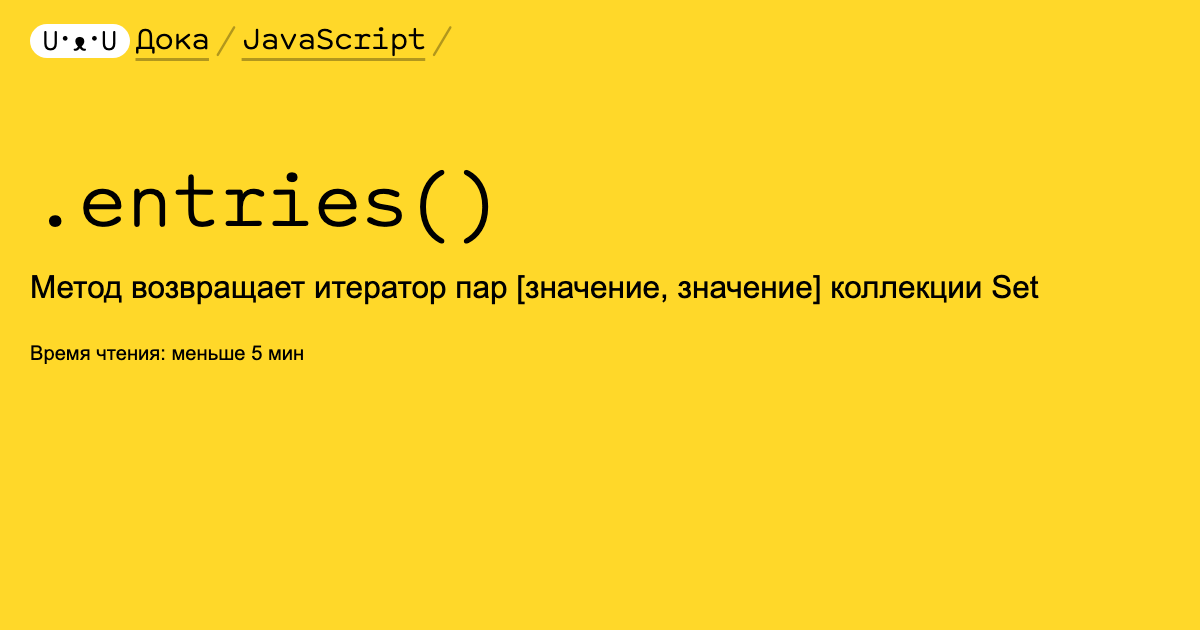 U·ᴥ·U Дока / JavaScript /
.entries()
Метод возвращает итератор пар [значение, значение] коллекции Set
Время чтения: меньше 5 мин